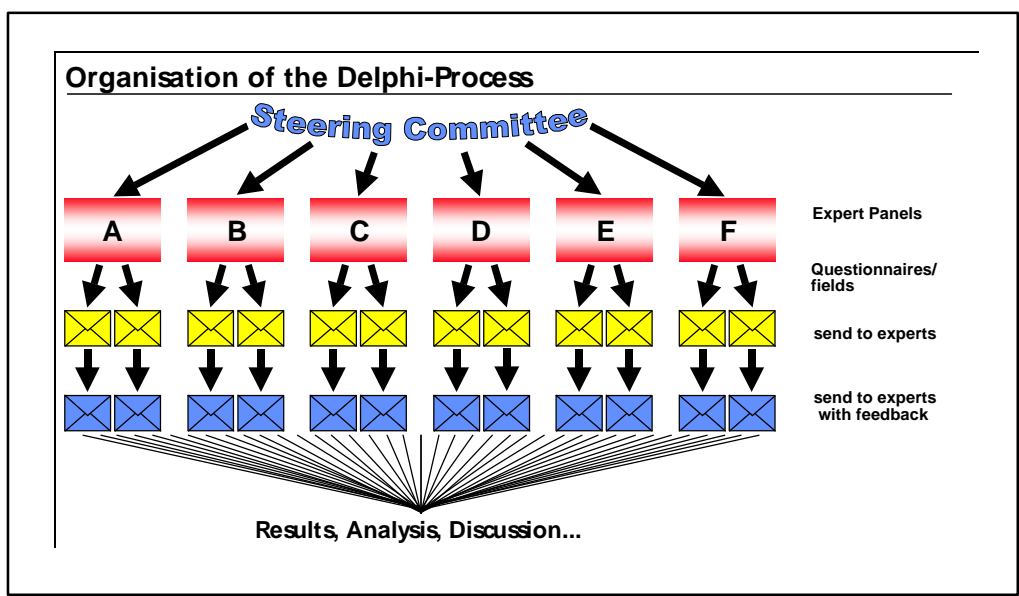 Organisation of the Delphi-Process
Steering Committee
A B C D E F
Expert Panels
Questionnaires/
fields
send to experts
send to experts
with feedback
Results, Analysis, Discussion...